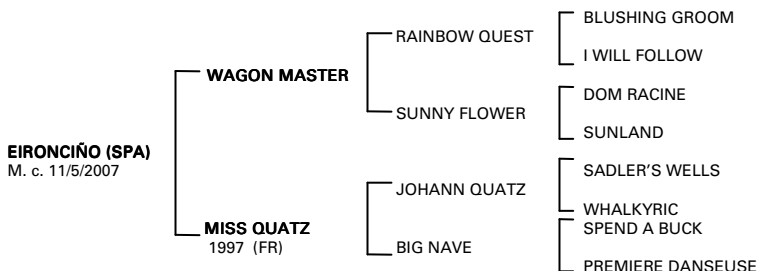 BLUSHING GROOM
RAINBOW QUEST
I WILL FOLLOW
WAGON MASTER
DOM RACINE
SUNNY FLOWER
SUNLAND
EIRONCIÑO (SPA)
M. c. 11/5/2007
SADLER'S WELLS
JOHANN QUATZ
WHALKYRIC
MISS QUATZ
1997 (FR)
SPEND A BUCK
BIG NAVE
PREMIERE DANSEUSE